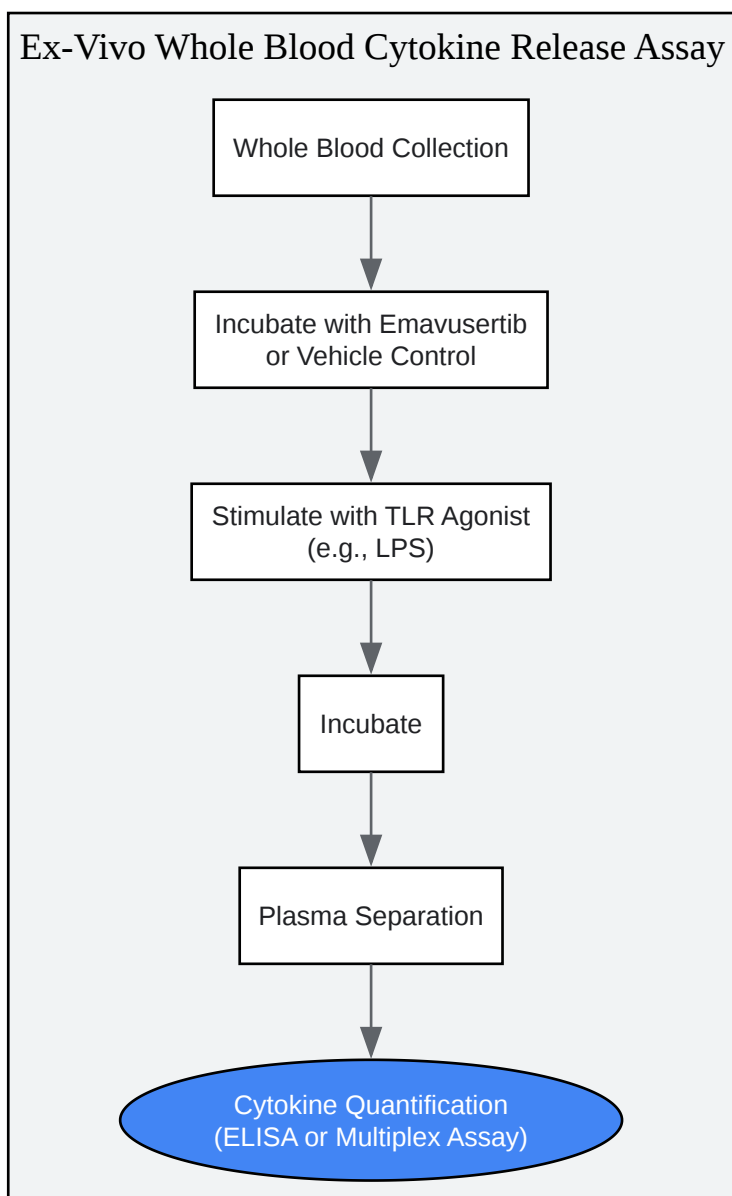 Ex-Vivo Whole Blood Cytokine Release Assay
Whole Blood Collection
Incubate with Emavusertib
or Vehicle Control
Stimulate with TLR Agonist
(e.g., LPS)
Incubate
Plasma Separation
Cytokine Quantification
(ELISA or Multiplex Assay)